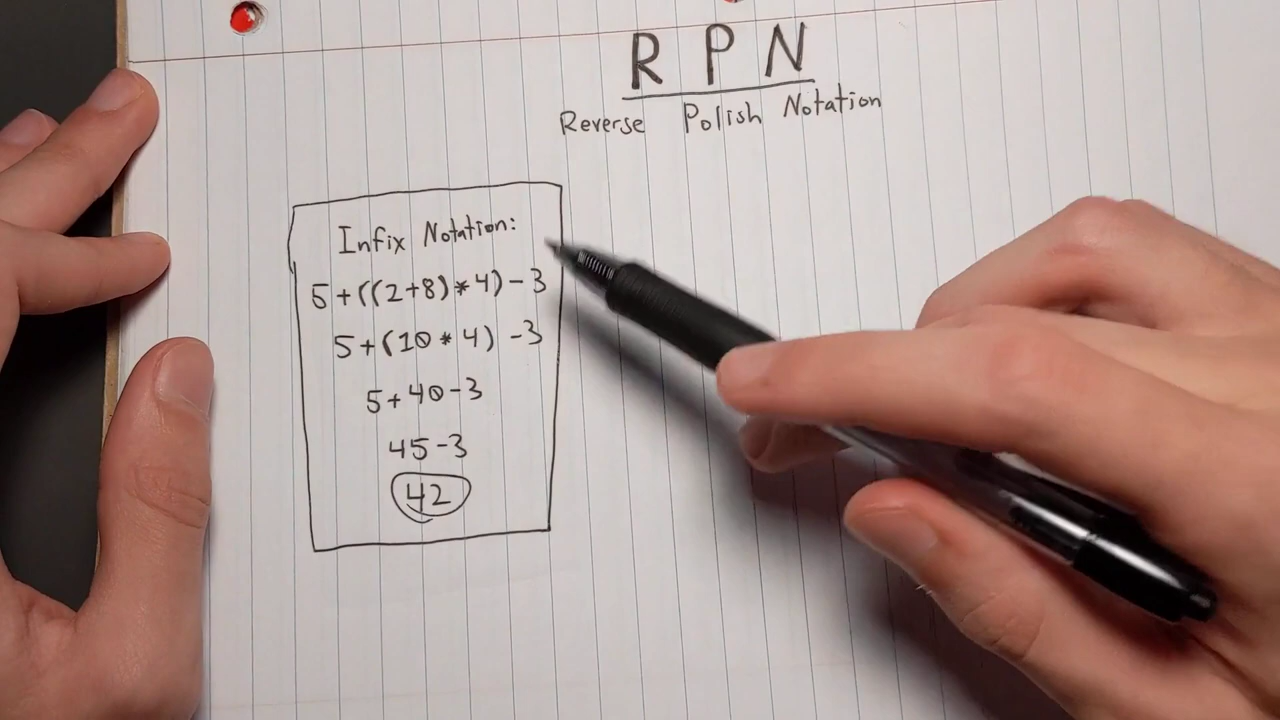 R P N
Reverse Polish Notation
Infix Notation:
5+((2+8)*4)-3
5+(10*4)-3
5+40-3
45-3
42